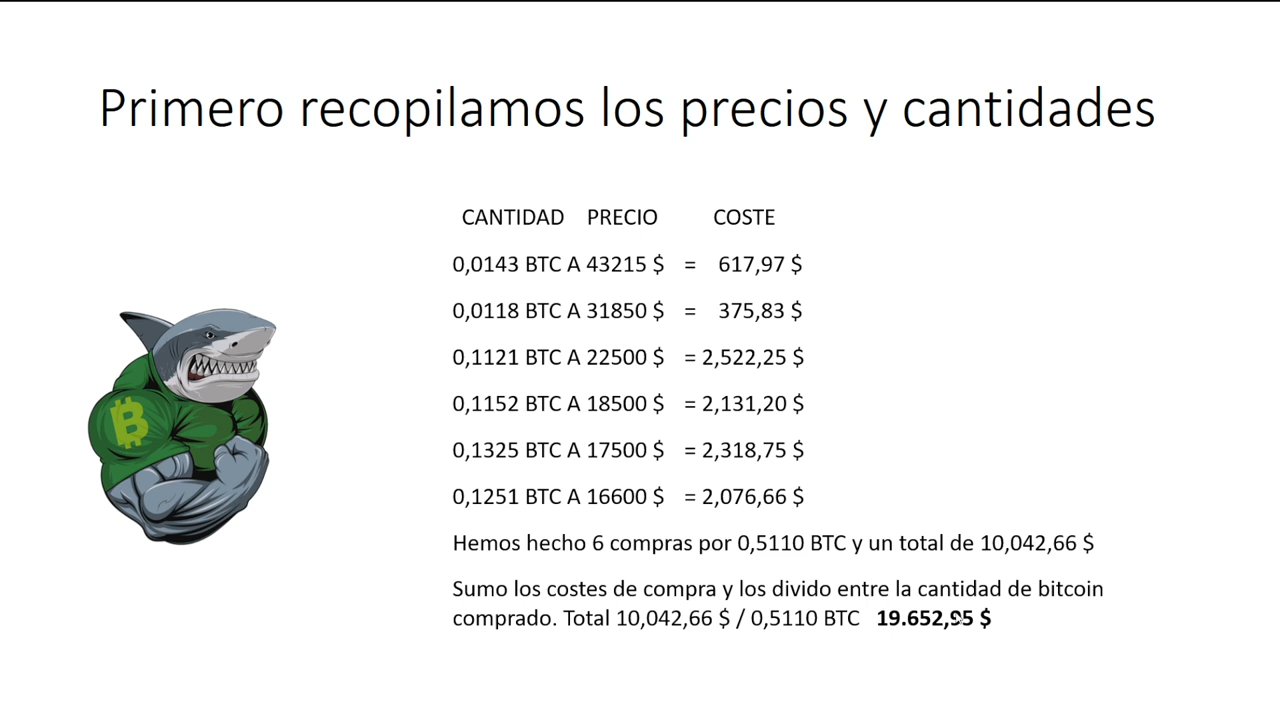 Primero recopilamos los precios y cantidades
CANTIDAD PRECIO COSTE
0,0143 BTC A 43215 $ = 617,97 $
0,0118 BTC A 31850 $ = 375,83 $
0,1121 BTC A 22500 $ = 2,522,25 $
0,1152 BTC A 18500 $ = 2,131,20 $
0,1325 BTC A 17500 $ = 2,318,75 $
0,1251 BTC A 16600 $ = 2,076,66 $
Hemos hecho 6 compras por 0,5110 BTC y un total de 10,042,66 $
Sumo los costes de compra y los divido entre la cantidad de bitcoin
comprado. Total 10,042,66 $ / 0,5110 BTC 19.652,95 $